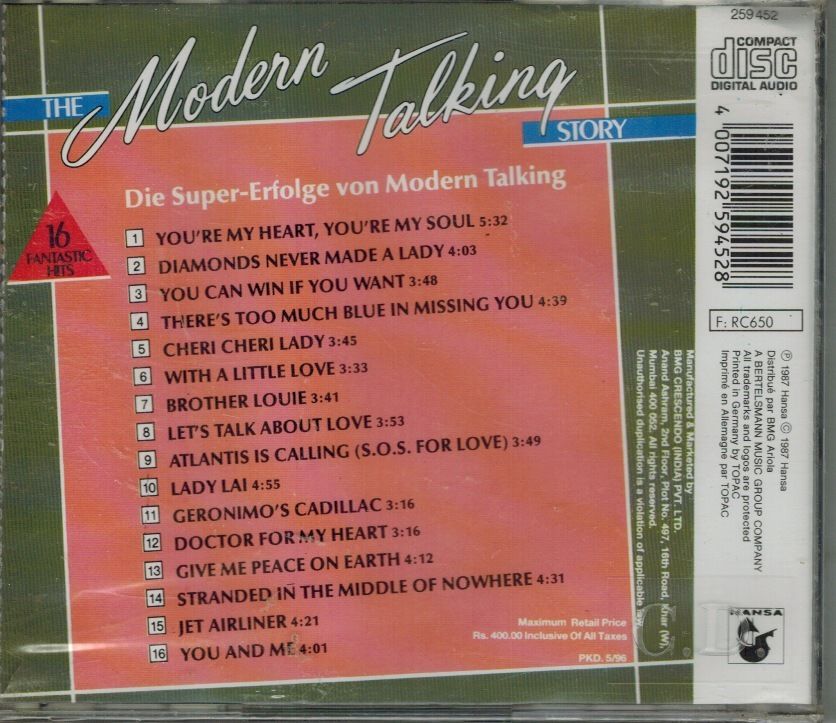 THE Modern Talking STORY
Die Super-Erfolge von Modern Talking
16
FANTASTIC
HITS
1 YOU'RE MY HEART, YOU'RE MY SOUL 5:32
2 DIAMONDS NEVER MADE A LADY 4:03
3 YOU CAN WIN IF YOU WANT 3:48
4 THERE'S TOO MUCH BLUE IN MISSING YOU 4:39
5 CHERI CHERI LADY 3:45
6 WITH A LITTLE LOVE 3:33
7 BROTHER LOUIE 3:41
8 LET'S TALK ABOUT LOVE 3:53
9 ATLANTIS IS CALLING (S.O.S. FOR LOVE) 3:49
10 LADY LAI 4:55
11 GERONIMO'S CADILLAC 3:16
12 DOCTOR FOR MY HEART 3:16
13 GIVE ME PEACE ON EARTH 4:12
14 STRANDED IN THE MIDDLE OF NOWHERE 4:31
15 JET AIRLINER 4:21
16 YOU AND ME 4:01
Maximum Retail Price
Rs. 400.00 Inclusive Of All Taxes
PKD. 5/96
Manufactured & Marketed by
BMG CRESCENDO (INDIA) PVT. LTD.
Anand Ashram, 2nd Floor, Plot No. 497, 16th Road, Khar (W),
Mumbai 400 052. All rights reserved.
Unauthorised duplication is a violation of applicable law
259 452
COMPACT
disc
DIGITAL AUDIO
4 007192 594528
F: RC650
℗ 1987 Hansa © 1987 Hansa
Distribué par BMG Ariola
A BERTELSMANN MUSIC GROUP COMPANY
All trademarks and logos are protected
Printed in Germany by TOPAC
Imprimé en Allemagne par TOPAC
HANSA